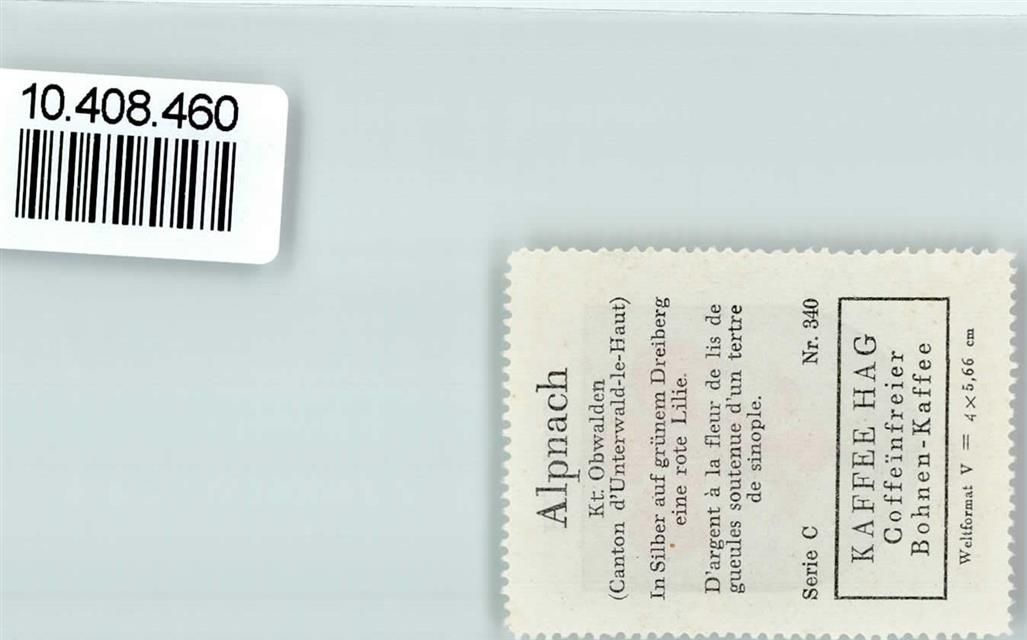 10.408.460
Alpnach
Kt. Obwalden
(Canton d'Unterwald-le-Haut)
In Silber auf grünem Dreiberg
eine rote Lilie.
D'argent à la fleur de lis de
gueules soutenue d'un tertre
de sinople.
Serie C Nr. 340
KAFFEE HAG
Coffeïnfreier
Bohnen-Kaffee
Weltformat V = 4×5,66 cm